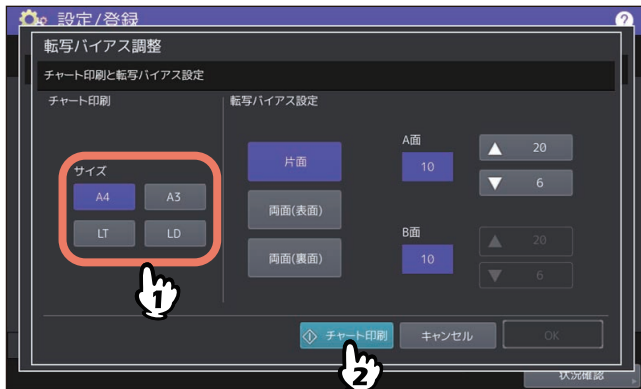 設定/登録
?
転写バイアス調整
チャート印刷と転写バイアス設定
チャート印刷
転写バイアス設定
サイズ
A4 A3
LT LD
片面
両面(表面)
両面(裏面)
A面
10
20
6
B面
10
20
6
チャート印刷 キャンセル OK
状況確認
1
2